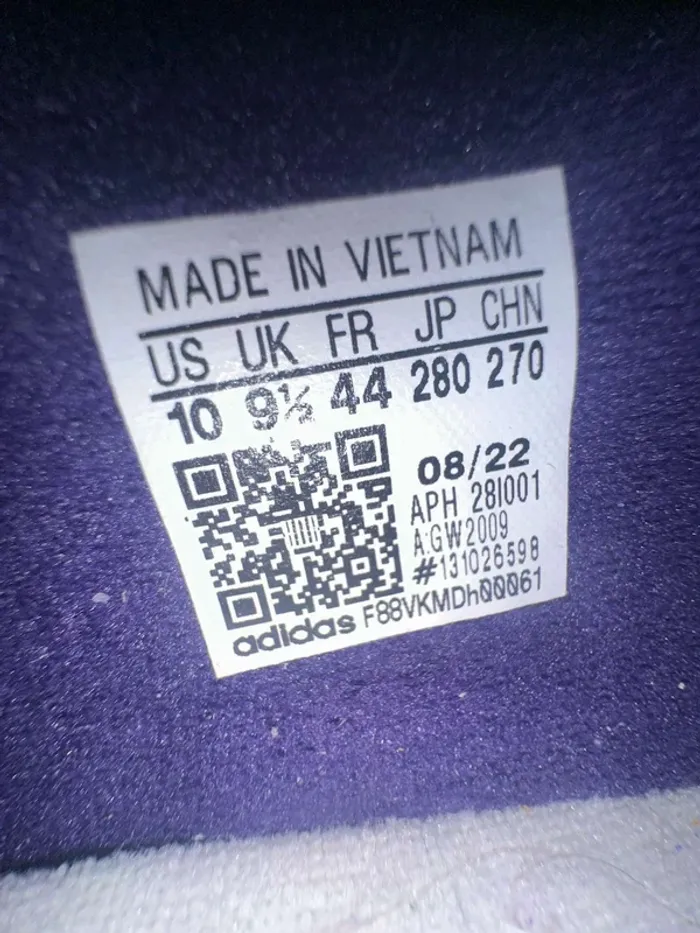 MADE IN VIETNAM
US UK FR JP CHN
10 9½ 44 280 270
08/22
APH 28I001
A:GW2009
#131026598
adidas F88VKMDh00061